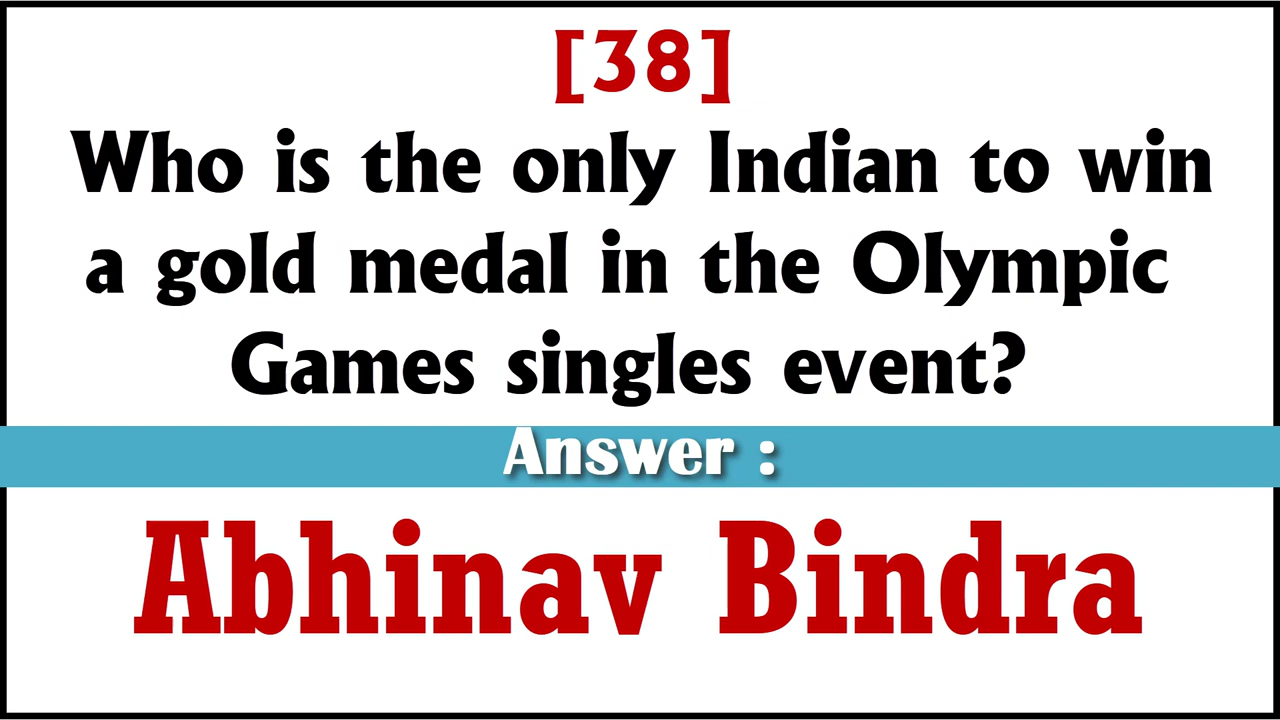 [38]
Who is the only Indian to win
a gold medal in the Olympic
Games singles event?
Answer :
Abhinav Bindra